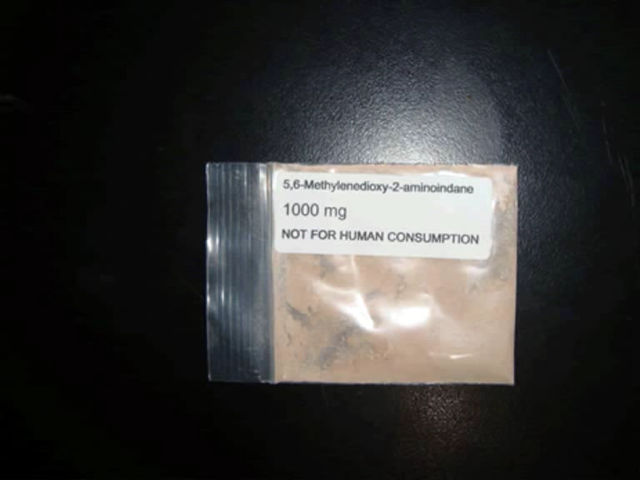 5,6-Methylenedioxy-2-aminoindane
1000 mg
NOT FOR HUMAN CONSUMPTION